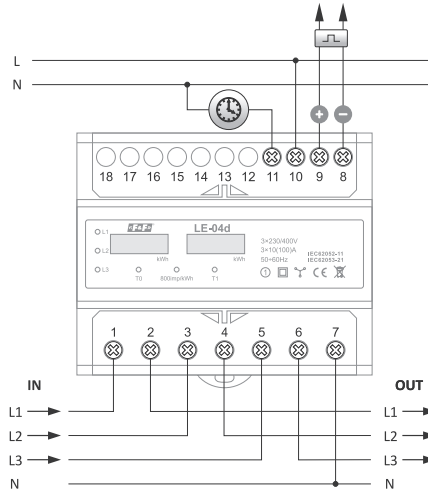 L
N
+ −
18 17 16 15 14 13 12 11 10 9 8
L1
L2
L3
F&F
LE-04d
kWh
kWh
T0
800imp/kWh
T1
3×230/400V
3×10(100)A
50÷60Hz
IEC62052-11
IEC62053-21
1
CE
1 2 3 4 5 6 7
IN
OUT
L1 L1
L2 L2
L3 L3
N N